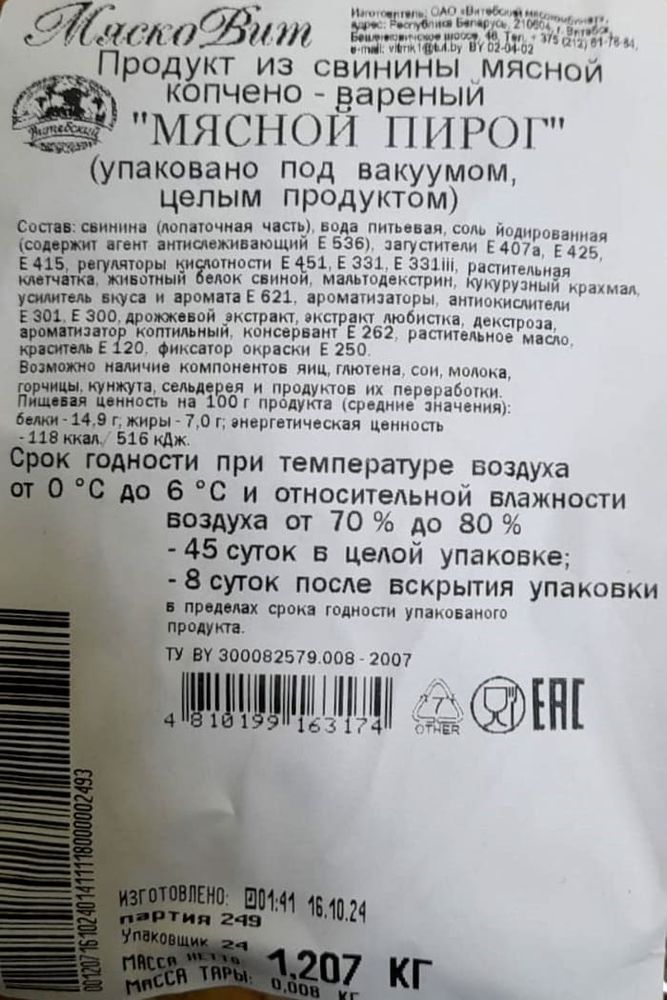 МяскоВит
Изготовитель: ОАО «Витебский мясокомбинат»,
адрес: Республика Беларусь, 210604, г. Витебск,
Бешенковичское шоссе, 46, Тел. + 375 (212)
e-mail: vitmk1@tut.by BY 02-04-02
Продукт из свинины мясной
копчено - вареный
Витебский
"МЯСНОЙ ПИРОГ"
(упаковано под вакуумом,
целым продуктом)
Состав: свинина (лопаточная часть), вода питьевая, соль йодированная
(содержит агент антислеживающий Е 536), загустители Е 407а, Е 425,
Е 415, регуляторы кислотности Е 451, Е 331, Е 331iii, растительная
клетчатка, животный белок свиной, мальтодекстрин, кукурузный крахмал,
усилитель вкуса и аромата Е 621, ароматизаторы, антиокислители
Е 301, Е 300, дрожжевой экстракт, экстракт любистка, декстроза,
ароматизатор коптильный, консервант Е 262, растительное масло,
краситель Е 120, фиксатор окраски Е 250.
Возможно наличие компонентов яиц, глютена, сои, молока,
горчицы, кунжута, сельдерея и продуктов их переработки.
Пищевая ценность на 100 г продукта (средние значения):
белки - 14,9 г; жиры - 7,0 г; энергетическая ценность
- 118 ккал / 516 кДж.
Срок годности при температуре воздуха
от 0 °С до 6 °С и относительной влажности
воздуха от 70 % до 80 %
- 45 суток в целой упаковке;
- 8 суток после вскрытия упаковки
в пределах срока годности упакованого
продукта.
ТУ BY 300082579.008 - 2007
4 810199 163174
7
OTHER
EAC
ИЗГОТОВЛЕНО: 01:41 16.10.24
партия 249
Упаковщик 24
МАССА НЕТТО 1,207 КГ
МАССА ТАРЫ: 0,008 КГ